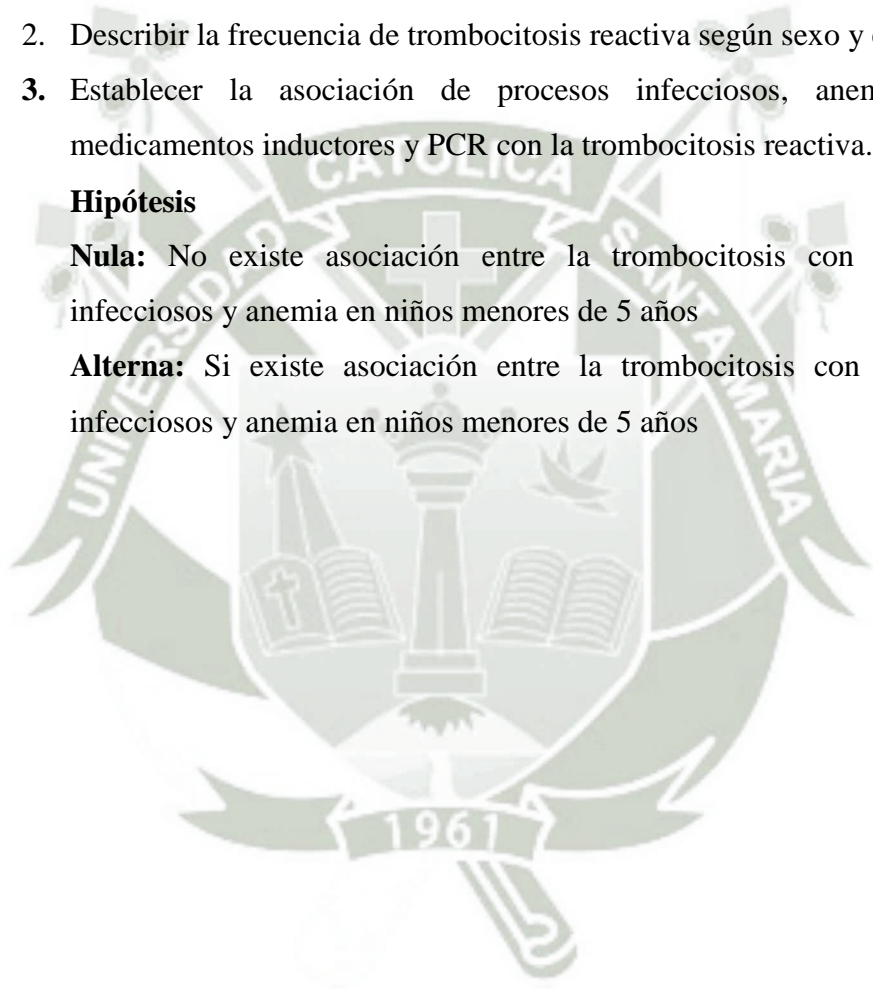 2. Describir la frecuencia de trombocitosis reactiva según sexo y
3. Establecer la asociación de procesos infecciosos,
medicamentos inductores y PCR con la trombocitosis reactiva.
Hipótesis
Nula: No existe asociación entre la trombocitosis con
infecciosos y anemia en niños menores de 5 años
Alterna: Si existe asociación entre la trombocitosis con
infecciosos y anemia en niños menores de 5 años
UNIVERSIDAD CATOLICA SANTA MARIA
1961